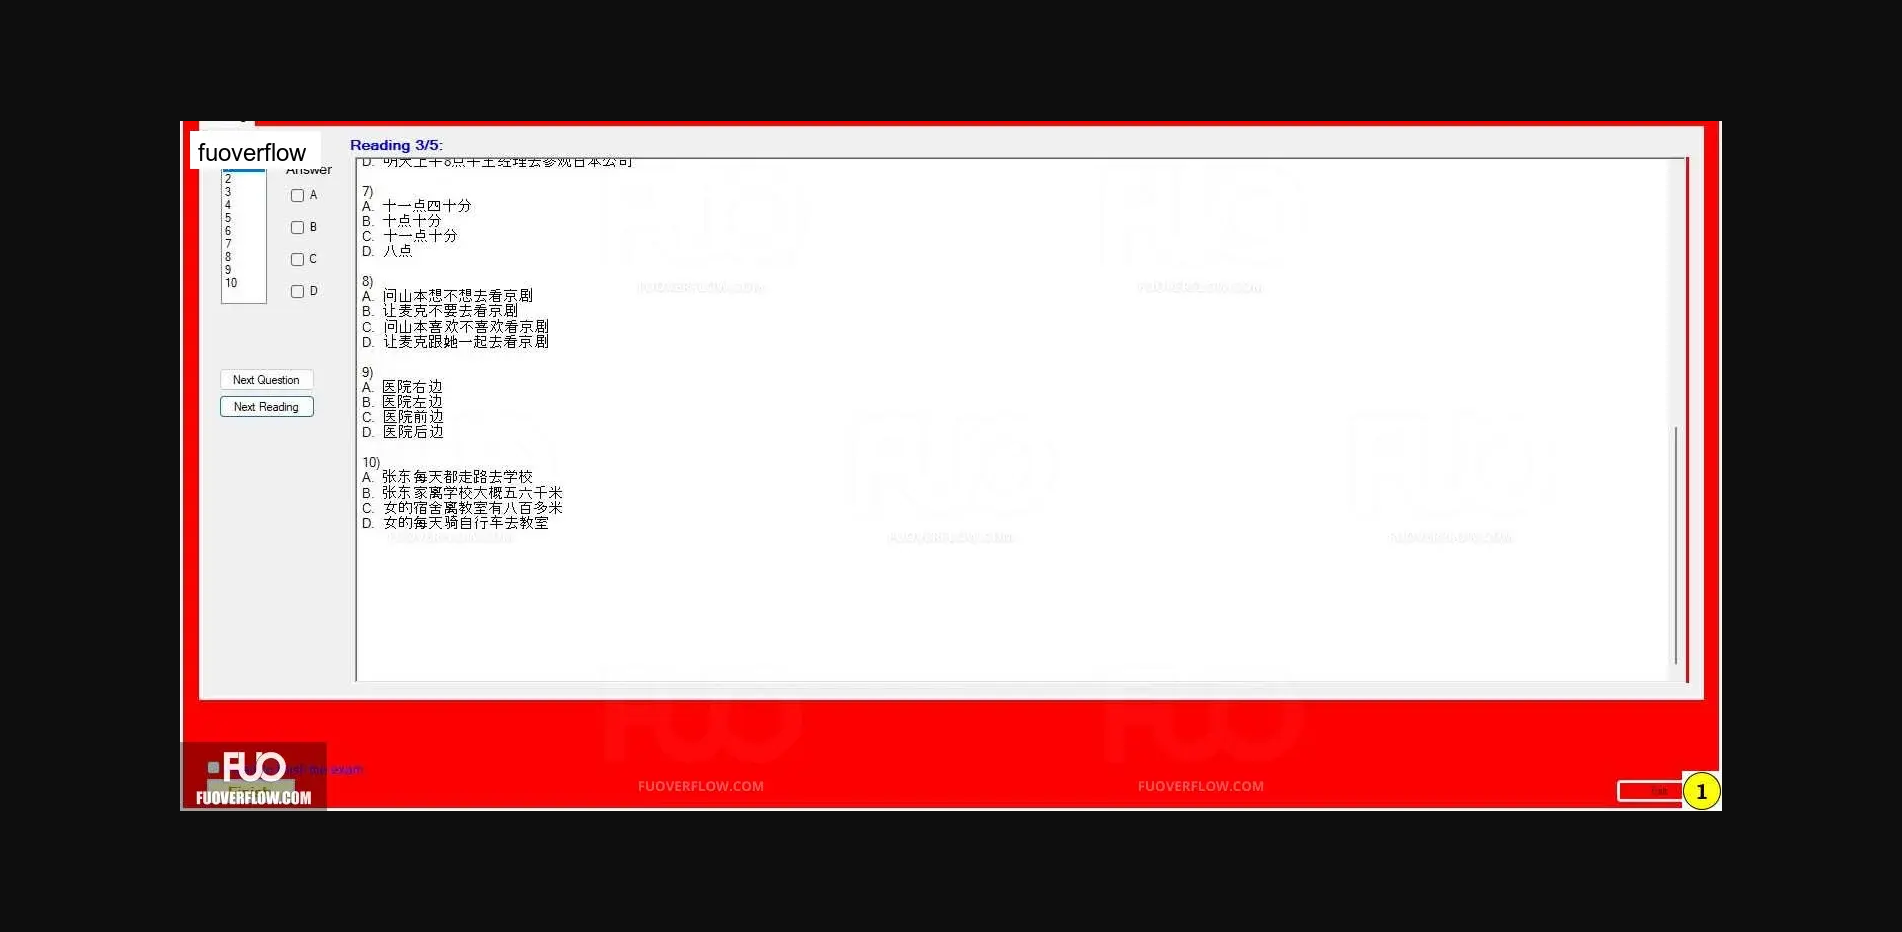 fuoverflow
Reading 3/5:
Answer
2
3
4
5
6
7
8
9
10
A
B
C
D
Next Question
Next Reading
D. 明天上午8点半王经理去参观日本公司
7)
A. 十一点四十分
B. 十点十分
C. 十一点十分
D. 八点
8)
A. 问山本想不想去看京剧
B. 让麦克不要去看京剧
C. 问山本喜欢不喜欢看京剧
D. 让麦克跟她一起去看京剧
9)
A. 医院右边
B. 医院左边
C. 医院前边
D. 医院后边
10)
A. 张东每天都走路去学校
B. 张东家离学校大概五六千米
C. 女的宿舍离教室有八百多米
D. 女的每天骑自行车去教室
FUOVERFLOW.COM
FUOVERFLOW.COM
FUOVERFLOW.COM
FUOVERFLOW.COM
FUOVERFLOW.COM
FUO
the exam
Finish
FUOVERFLOW.COM
FUOVERFLOW.COM
FUOVERFLOW.COM
Exit
1